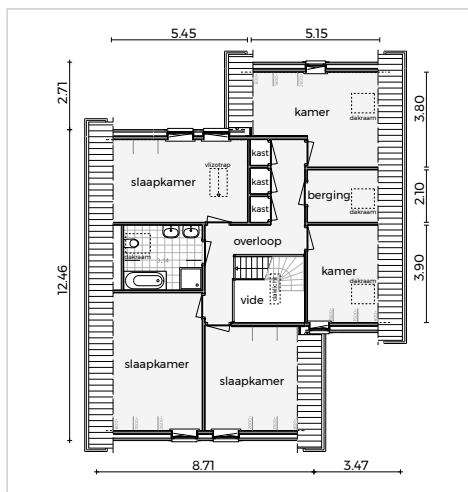 5.45
5.15
2.71
3.80
kamer
dakraam
kast
vlizotrap
slaapkamer
kast
berging
2.10
dakraam
kast
overloop
dakraam
kamer
3.90
12.46
dakraam
vide
daklicht
slaapkamer
slaapkamer
8.71
3.47